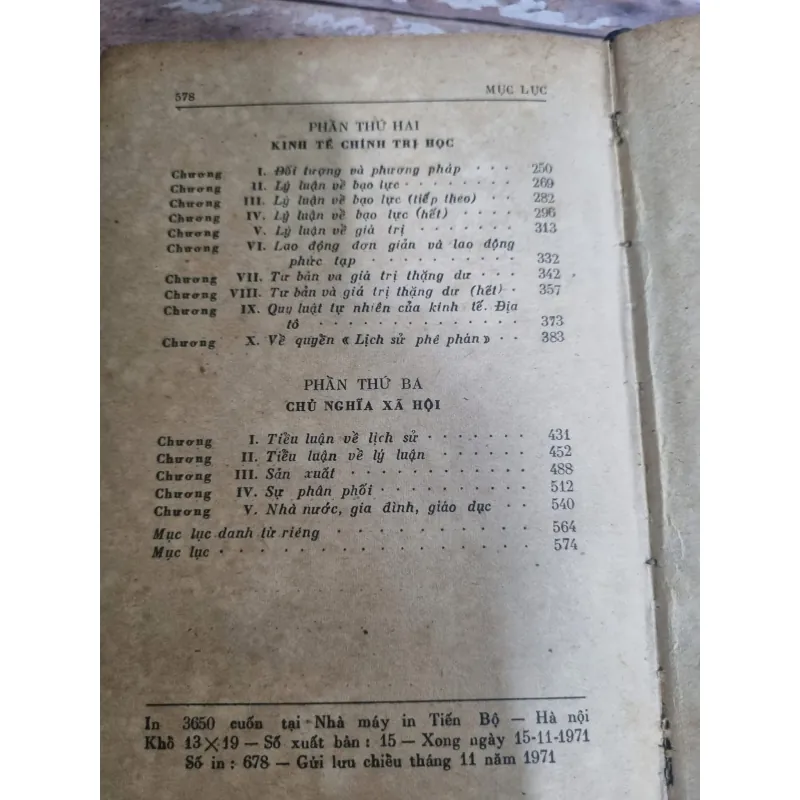 578 MỤC LỤC
PHẦN THỨ HAI
KINH TẾ CHÍNH TRỊ HỌC
Chương I. Đối tượng và phương pháp · · · 250
Chương II. Lý luận về bạo lực · · · · · · · · 269
Chương III. Lý luận về bạo lực (tiếp theo) · · · 282
Chương IV. Lý luận về bạo lực (hết) · · · · 296
Chương V. Lý luận về giá trị · · · · · · · 313
Chương VI. Lao động đơn giản và lao động
phức tạp · · · · · · · · · · 332
Chương VII. Tư bản va giá trị thặng dư · · · 342
Chương VIII. Tư bản và giá trị thặng dư (hết) · 357
Chương IX. Quy luật tự nhiên của kinh tế. Địa
tô · · · · · · · · · · · · · 373
Chương X. Về quyển « Lịch sử phê phán » · · 383
PHẦN THỨ BA
CHỦ NGHĨA XÃ HỘI
Chương I. Tiểu luận về lịch sử · · · · · · · 431
Chương II. Tiểu luận về lý luận · · · · · · · 452
Chương III. Sản xuất · · · · · · · · · · · 488
Chương IV. Sự phân phối · · · · · · · · · · 512
Chương V. Nhà nước, gia đình, giáo dục · · 540
Mục lục danh từ riêng · · · · · · · · · · 564
Mục lục · · · · · · · · · · · · · · · 574
In 3650 cuốn tại Nhà máy in Tiến Bộ — Hà nội
Khổ 13×19 — Số xuất bản : 15 — Xong ngày 15-11-1971
Số in : 678 — Gửi lưu chiều tháng 11 năm 1971